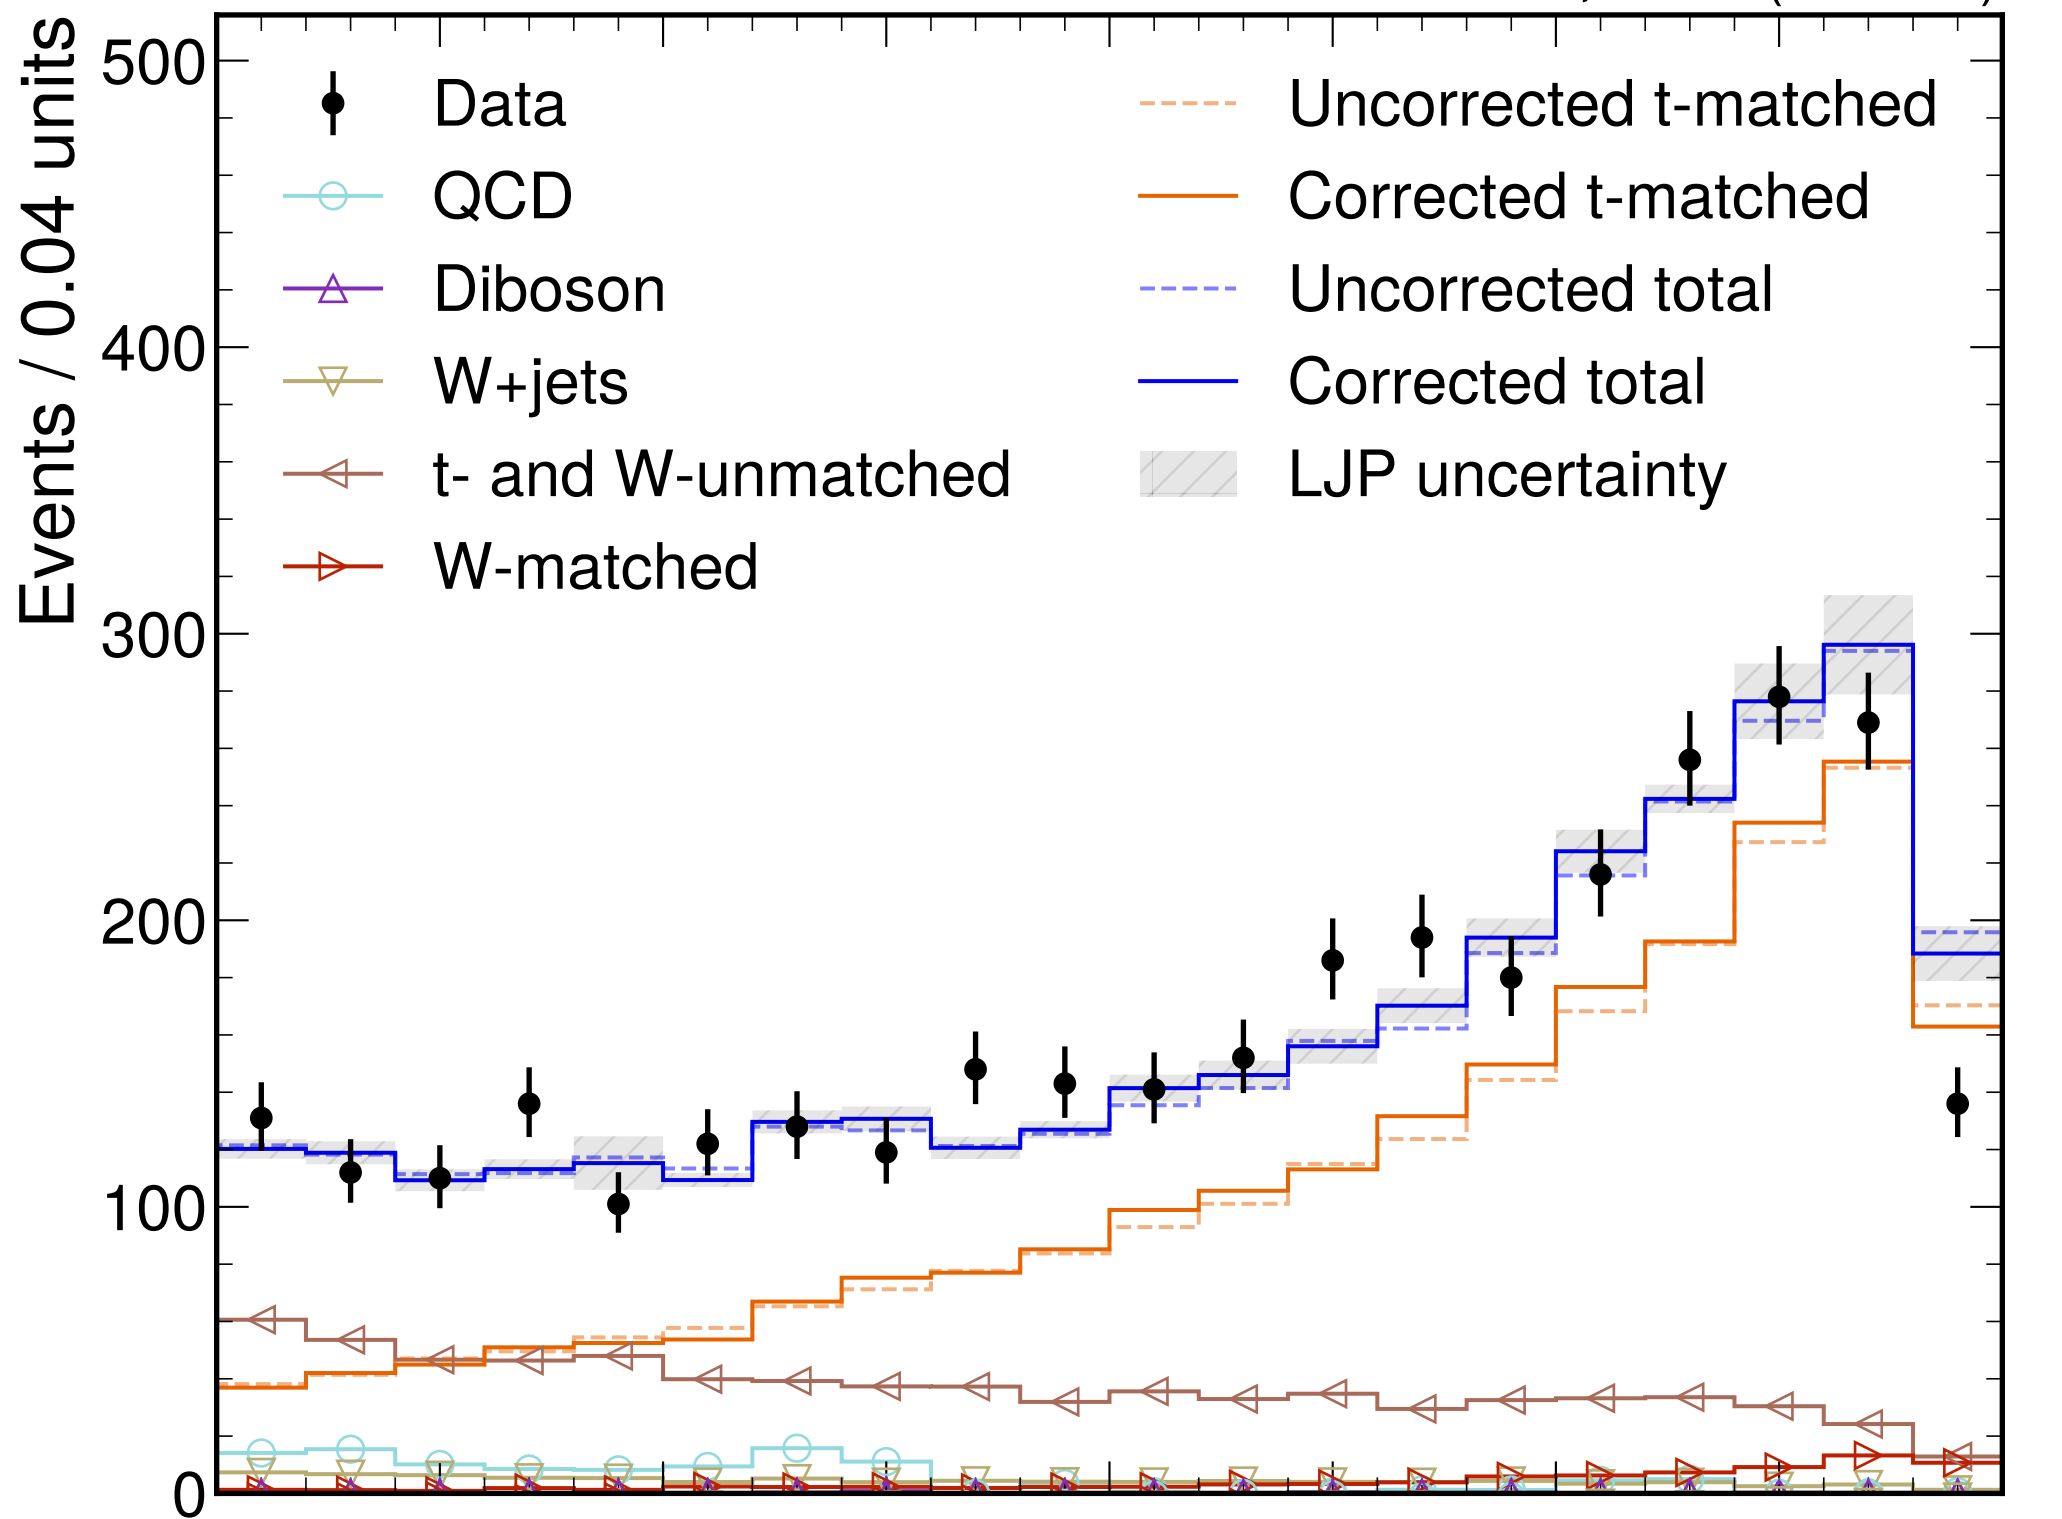 Events / 0.04 units
500
400
300
200
100
0
Data
QCD
Diboson
W+jets
t- and W-unmatched
W-matched
Uncorrected t-matched
Corrected t-matched
Uncorrected total
Corrected total
LJP uncertainty